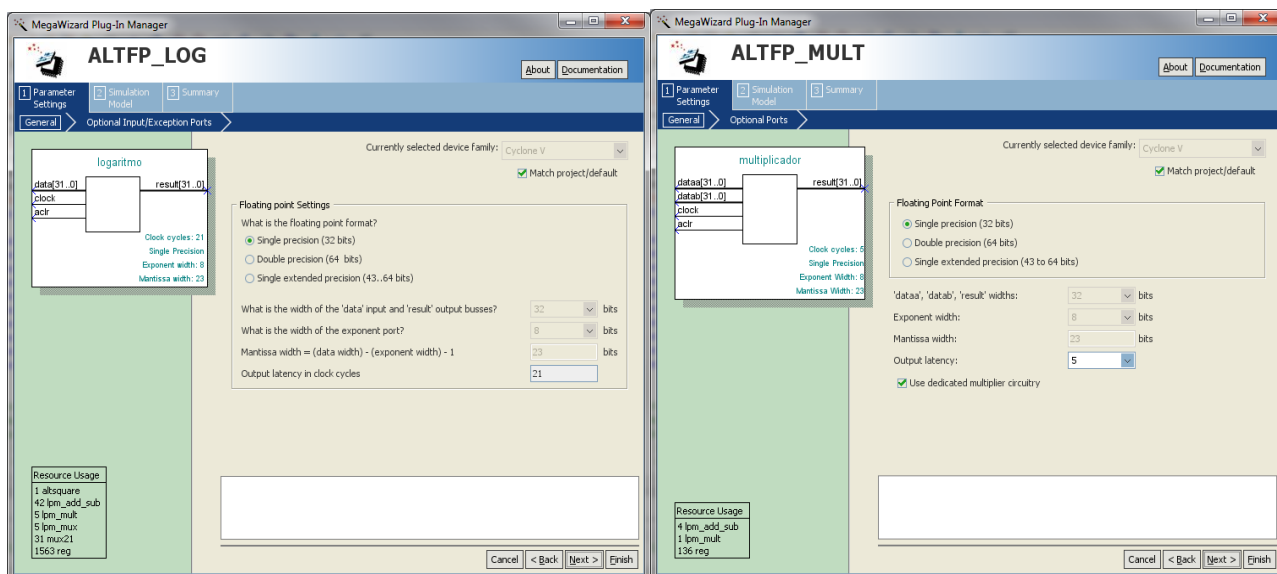 MegaWizard Plug-In Manager
ALTFP_LOG
About Documentation
1 Parameter Settings
2 Simulation Model
3 Summary
General Optional Input/Exception Ports
logaritmo
data[31..0] result[31..0]
clock
aclr
Clock cycles: 21
Single Precision
Exponent width: 8
Mantissa width: 23
Currently selected device family: Cyclone V
Match project/default
Floating point Settings
What is the floating point format?
Single precision (32 bits)
Double precision (64 bits)
Single extended precision (43..64 bits)
What is the width of the 'data' input and 'result' output busses? 32 bits
What is the width of the exponent port? 8 bits
Mantissa width = (data width) - (exponent width) - 1 23 bits
Output latency in clock cycles 21
Resource Usage
1 altsquare
42 lpm_add_sub
5 lpm_mult
5 lpm_mux
31 mux21
1563 reg
Cancel < Back Next > Finish
MegaWizard Plug-In Manager
ALTFP_MULT
About Documentation
1 Parameter Settings
2 Simulation Model
3 Summary
General Optional Ports
multiplicador
dataa[31..0] result[31..0]
datab[31..0]
clock
aclr
Clock cycles: 5
Single Precision
Exponent Width: 8
Mantissa Width: 23
Currently selected device family: Cyclone V
Match project/default
Floating Point Format
Single precision (32 bits)
Double precision (64 bits)
Single extended precision (43 to 64 bits)
'dataa', 'datab', 'result' widths: 32 bits
Exponent width: 8 bits
Mantissa width: 23 bits
Output latency: 5
Use dedicated multiplier circuitry
Resource Usage
4 lpm_add_sub
1 lpm_mult
136 reg
Cancel < Back Next > Finish